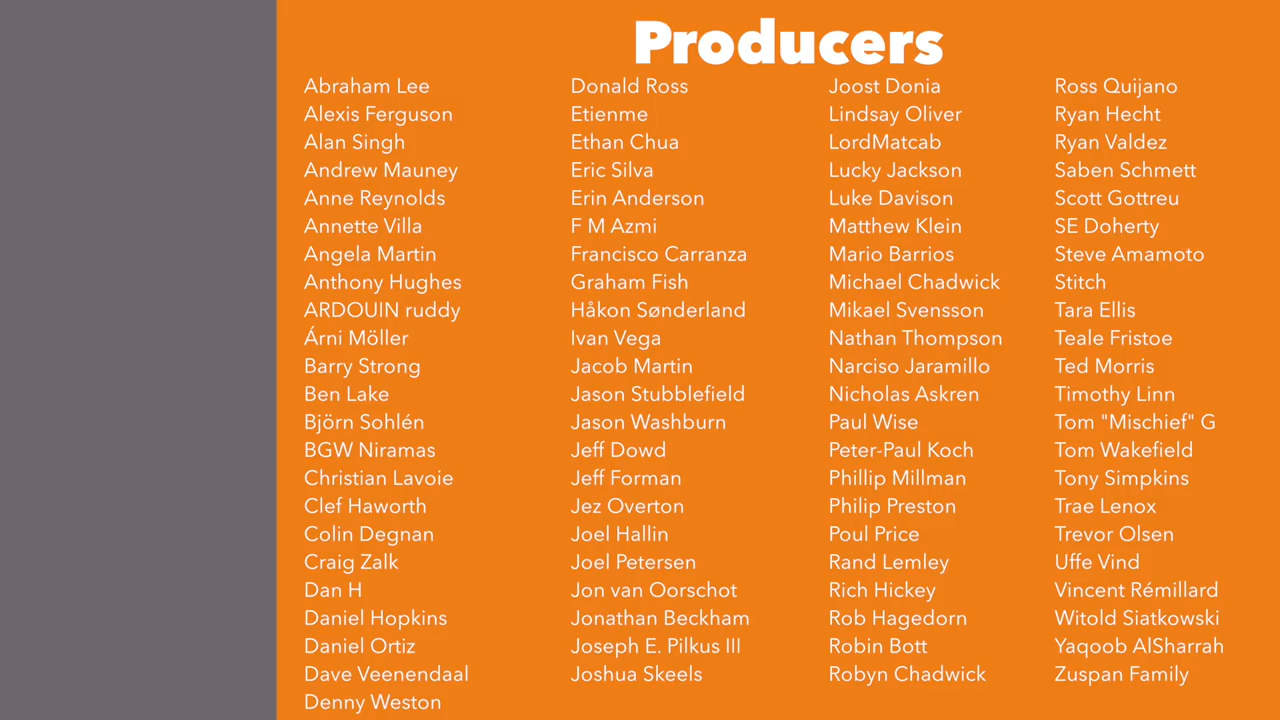 Producers
Abraham Lee
Alexis Ferguson
Alan Singh
Andrew Mauney
Anne Reynolds
Annette Villa
Angela Martin
Anthony Hughes
ARDOUIN ruddy
Árni Möller
Barry Strong
Ben Lake
Björn Sohlén
BGW Niramas
Christian Lavoie
Clef Haworth
Colin Degnan
Craig Zalk
Dan H
Daniel Hopkins
Daniel Ortiz
Dave Veenendaal
Denny Weston
Donald Ross
Etienme
Ethan Chua
Eric Silva
Erin Anderson
F M Azmi
Francisco Carranza
Graham Fish
Håkon Sønderland
Ivan Vega
Jacob Martin
Jason Stubblefield
Jason Washburn
Jeff Dowd
Jeff Forman
Jez Overton
Joel Hallin
Joel Petersen
Jon van Oorschot
Jonathan Beckham
Joseph E. Pilkus III
Joshua Skeels
Joost Donia
Lindsay Oliver
LordMatcab
Lucky Jackson
Luke Davison
Matthew Klein
Mario Barrios
Michael Chadwick
Mikael Svensson
Nathan Thompson
Narciso Jaramillo
Nicholas Askren
Paul Wise
Peter-Paul Koch
Phillip Millman
Philip Preston
Poul Price
Rand Lemley
Rich Hickey
Rob Hagedorn
Robin Bott
Robyn Chadwick
Ross Quijano
Ryan Hecht
Ryan Valdez
Saben Schmett
Scott Gottreu
SE Doherty
Steve Amamoto
Stitch
Tara Ellis
Teale Fristoe
Ted Morris
Timothy Linn
Tom "Mischief" G
Tom Wakefield
Tony Simpkins
Trae Lenox
Trevor Olsen
Uffe Vind
Vincent Rémillard
Witold Siatkowski
Yaqoob AlSharrah
Zuspan Family